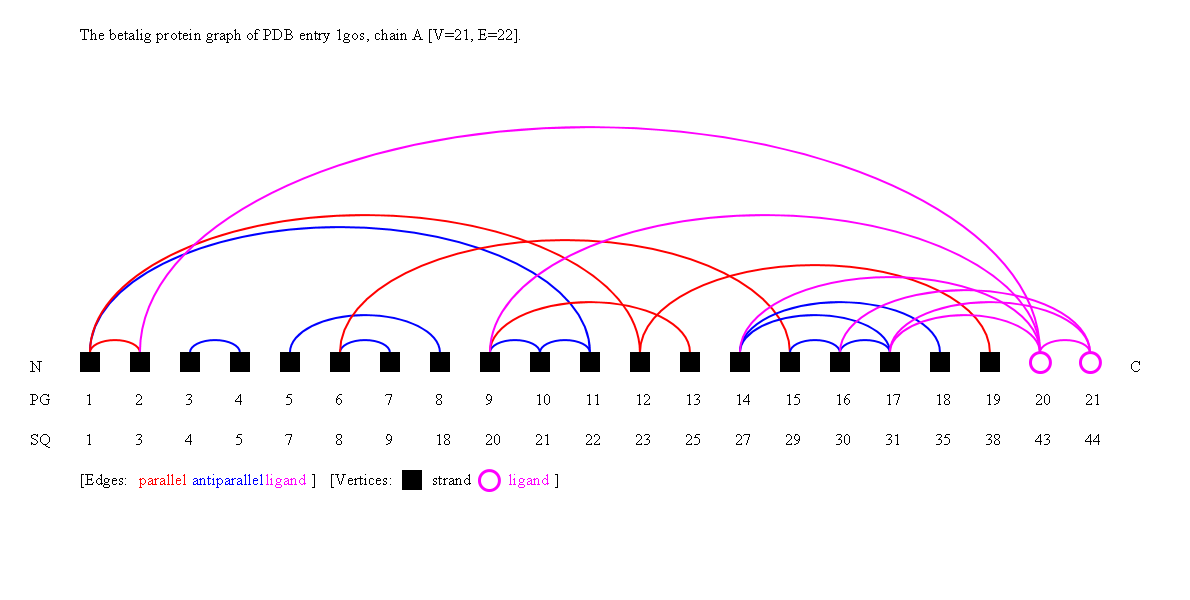 The betalig protein graph of PDB entry 1gos, chain A [V=21, E=22].
N C
PG 1 2 3 4 5 6 7 8 9 10 11 12 13 14 15 16 17 18 19 20 21
SQ 1 3 4 5 7 8 9 18 20 21 22 23 25 27 29 30 31 35 38 43 44
[Edges: parallel antiparallel ligand ] [Vertices: strand ligand ]